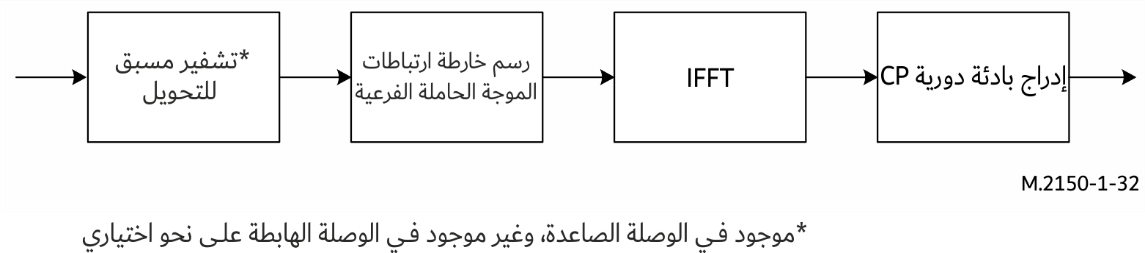 *تشفير مسبق
للتحويل
رسم خارطة ارتباطات
الموجة الحاملة الفرعية
IFFT
إدراج بادئة دورية CP
M.2150-1-32
*موجود في الوصلة الصاعدة، وغير موجود في الوصلة الهابطة على نحو اختياري